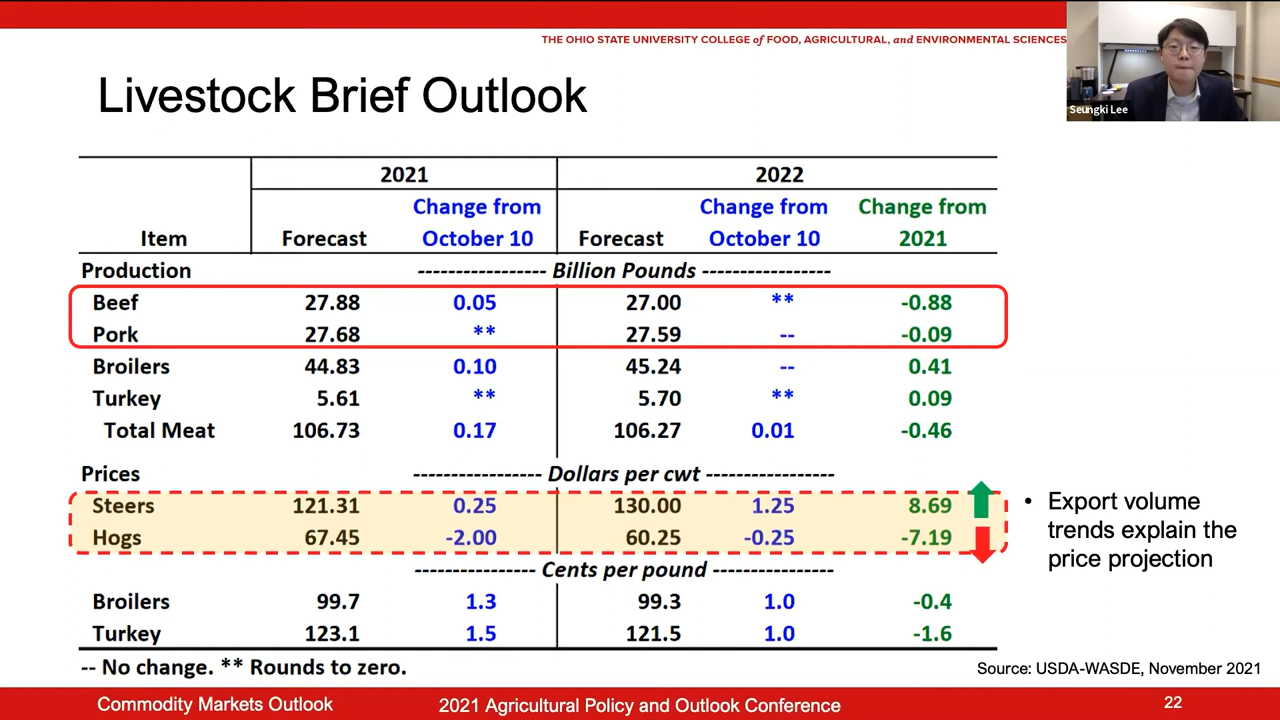 THE OHIO STATE UNIVERSITY COLLEGE of FOOD, AGRICULTURAL, and ENVIRONMENTAL SCIENCES
Seungki Lee
Livestock Brief Outlook
2021 2022
Change from Change from Change from
Item Forecast October 10 Forecast October 10 2021
Production ----------------- Billion Pounds -----------------
Beef 27.88 0.05 27.00 ** -0.88
Pork 27.68 ** 27.59 -- -0.09
Broilers 44.83 0.10 45.24 -- 0.41
Turkey 5.61 ** 5.70 ** 0.09
Total Meat 106.73 0.17 106.27 0.01 -0.46
Prices ----------------- Dollars per cwt -----------------
Steers 121.31 0.25 130.00 1.25 8.69
Hogs 67.45 -2.00 60.25 -0.25 -7.19
---------------- Cents per pound ----------------
Broilers 99.7 1.3 99.3 1.0 -0.4
Turkey 123.1 1.5 121.5 1.0 -1.6
-- No change. ** Rounds to zero.
• Export volume
trends explain the
price projection
Source: USDA-WASDE, November 2021
Commodity Markets Outlook 2021 Agricultural Policy and Outlook Conference 22